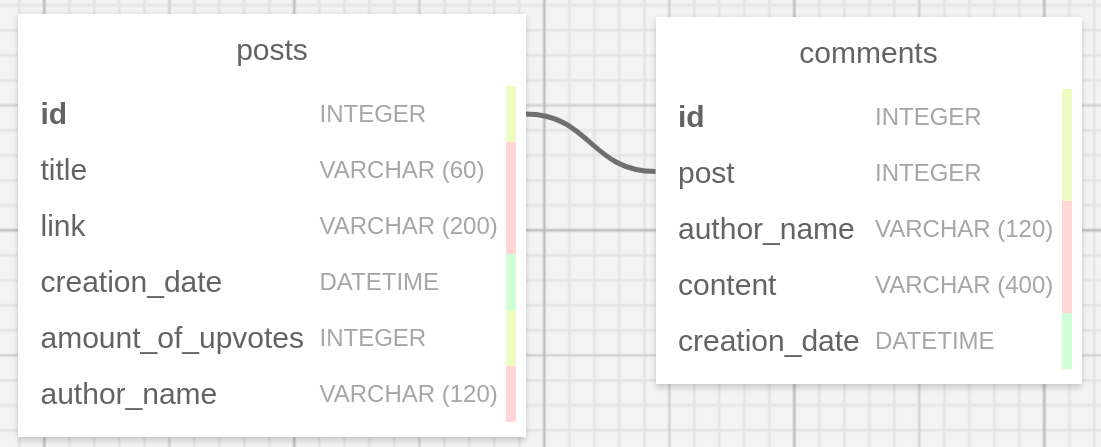 posts
id INTEGER
title VARCHAR (60)
link VARCHAR (200)
creation_date DATETIME
amount_of_upvotes INTEGER
author_name VARCHAR (120)
comments
id INTEGER
post INTEGER
author_name VARCHAR (120)
content VARCHAR (400)
creation_date DATETIME